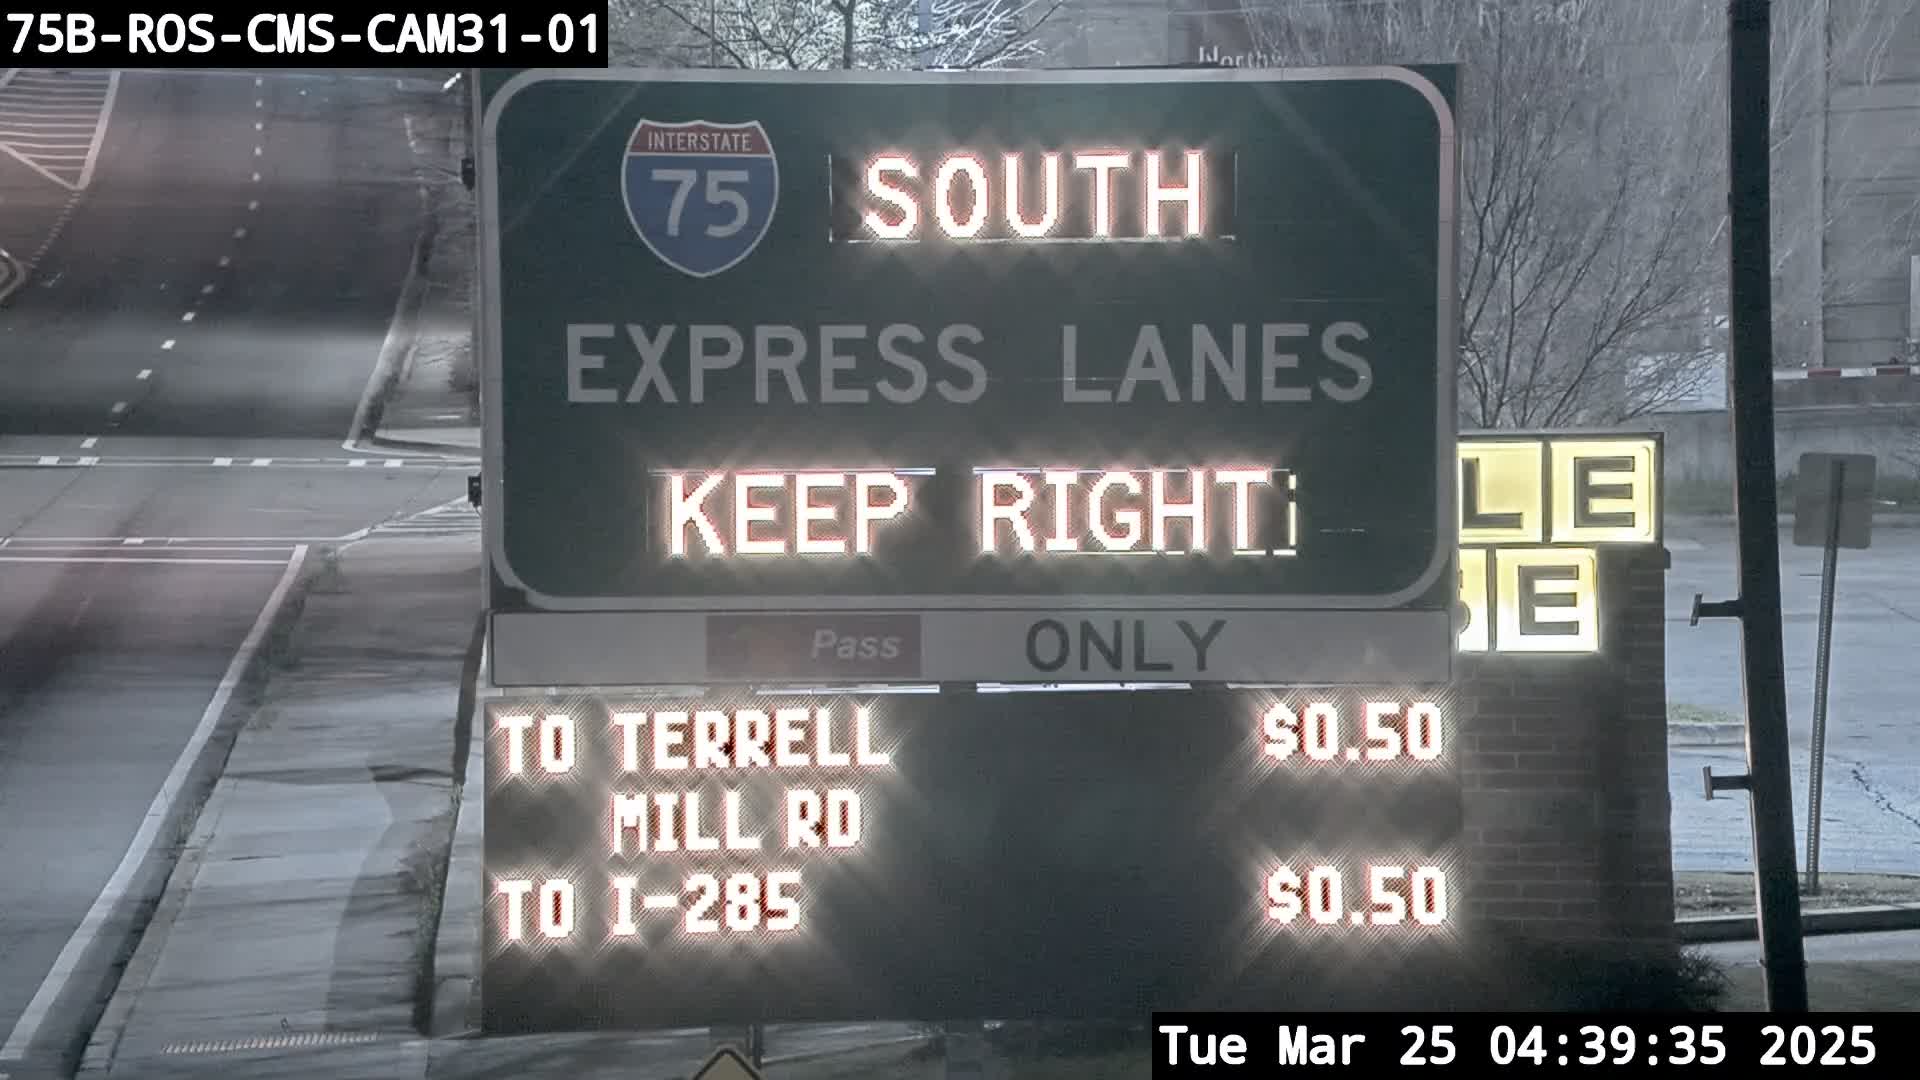 75B-ROS-CMS-CAM31-01
INTERSTATE
75
SOUTH
EXPRESS LANES
KEEP RIGHT
Pass ONLY
TO TERRELL $0.50
MILL RD
TO I-285 $0.50
LE
E
Tue Mar 25 04:39:35 2025